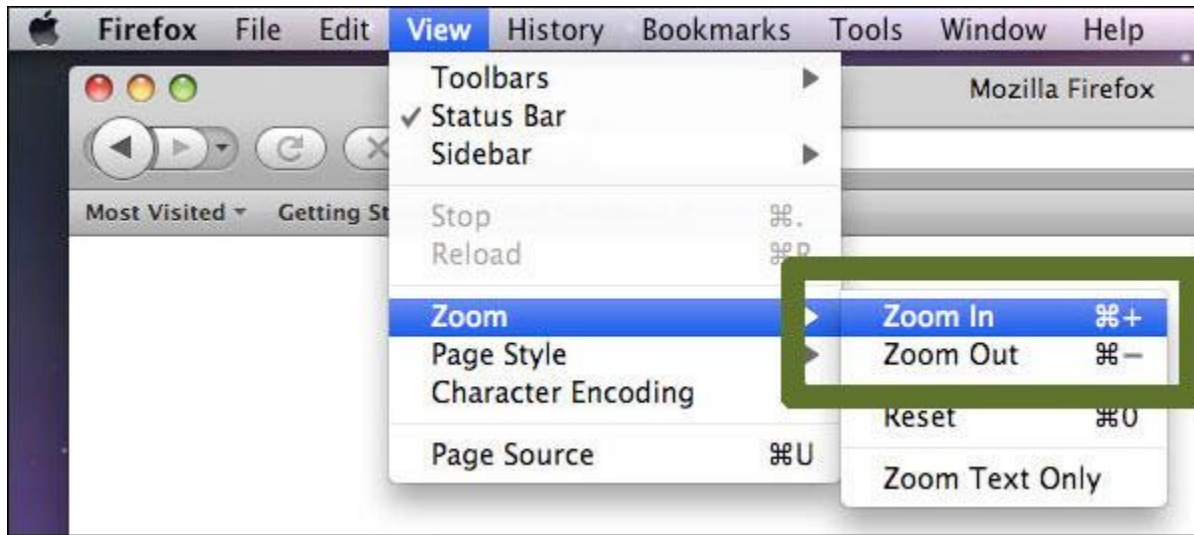 Firefox File Edit View History Bookmarks Tools Window Help
Mozilla Firefox
Most Visited Getting St
Toolbars
✓ Status Bar
Sidebar
Stop ⌘.
Reload ⌘R
Zoom
Page Style
Character Encoding
Page Source ⌘U
Zoom In ⌘+
Zoom Out ⌘−
Reset ⌘0
Zoom Text Only